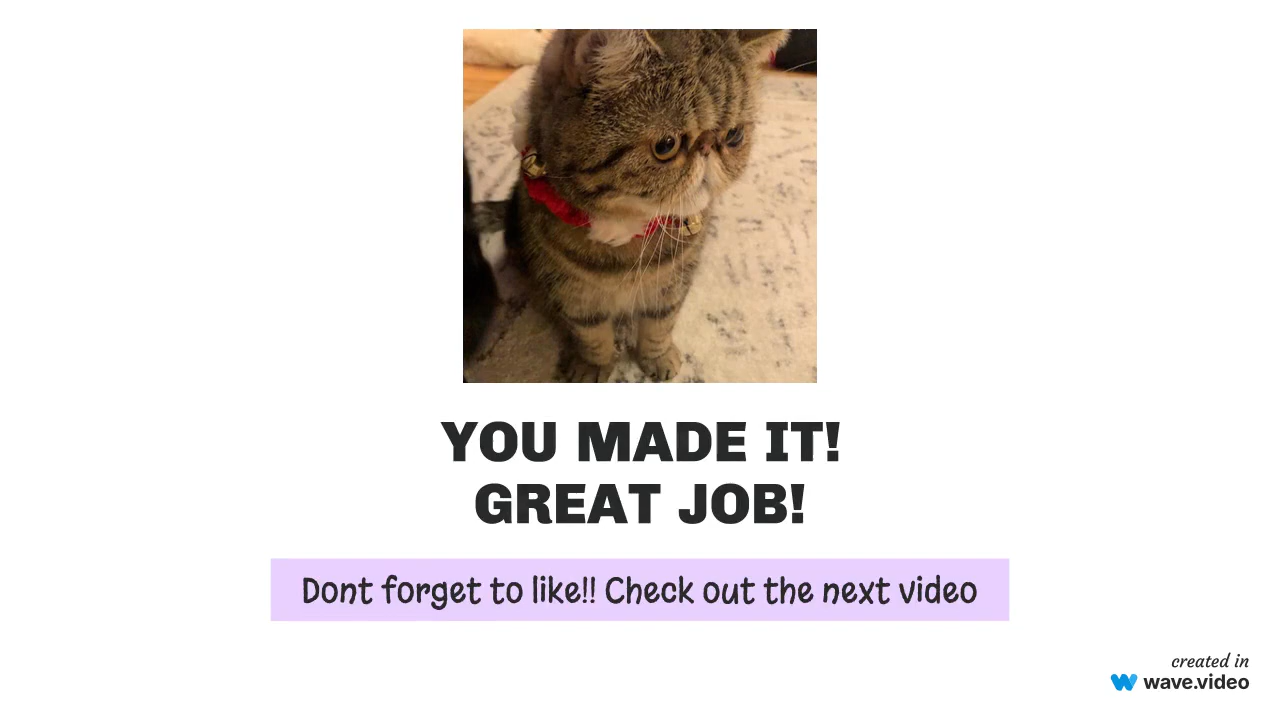 YOU MADE IT!
GREAT JOB!
Dont forget to like!! Check out the next video
created in
wave.video